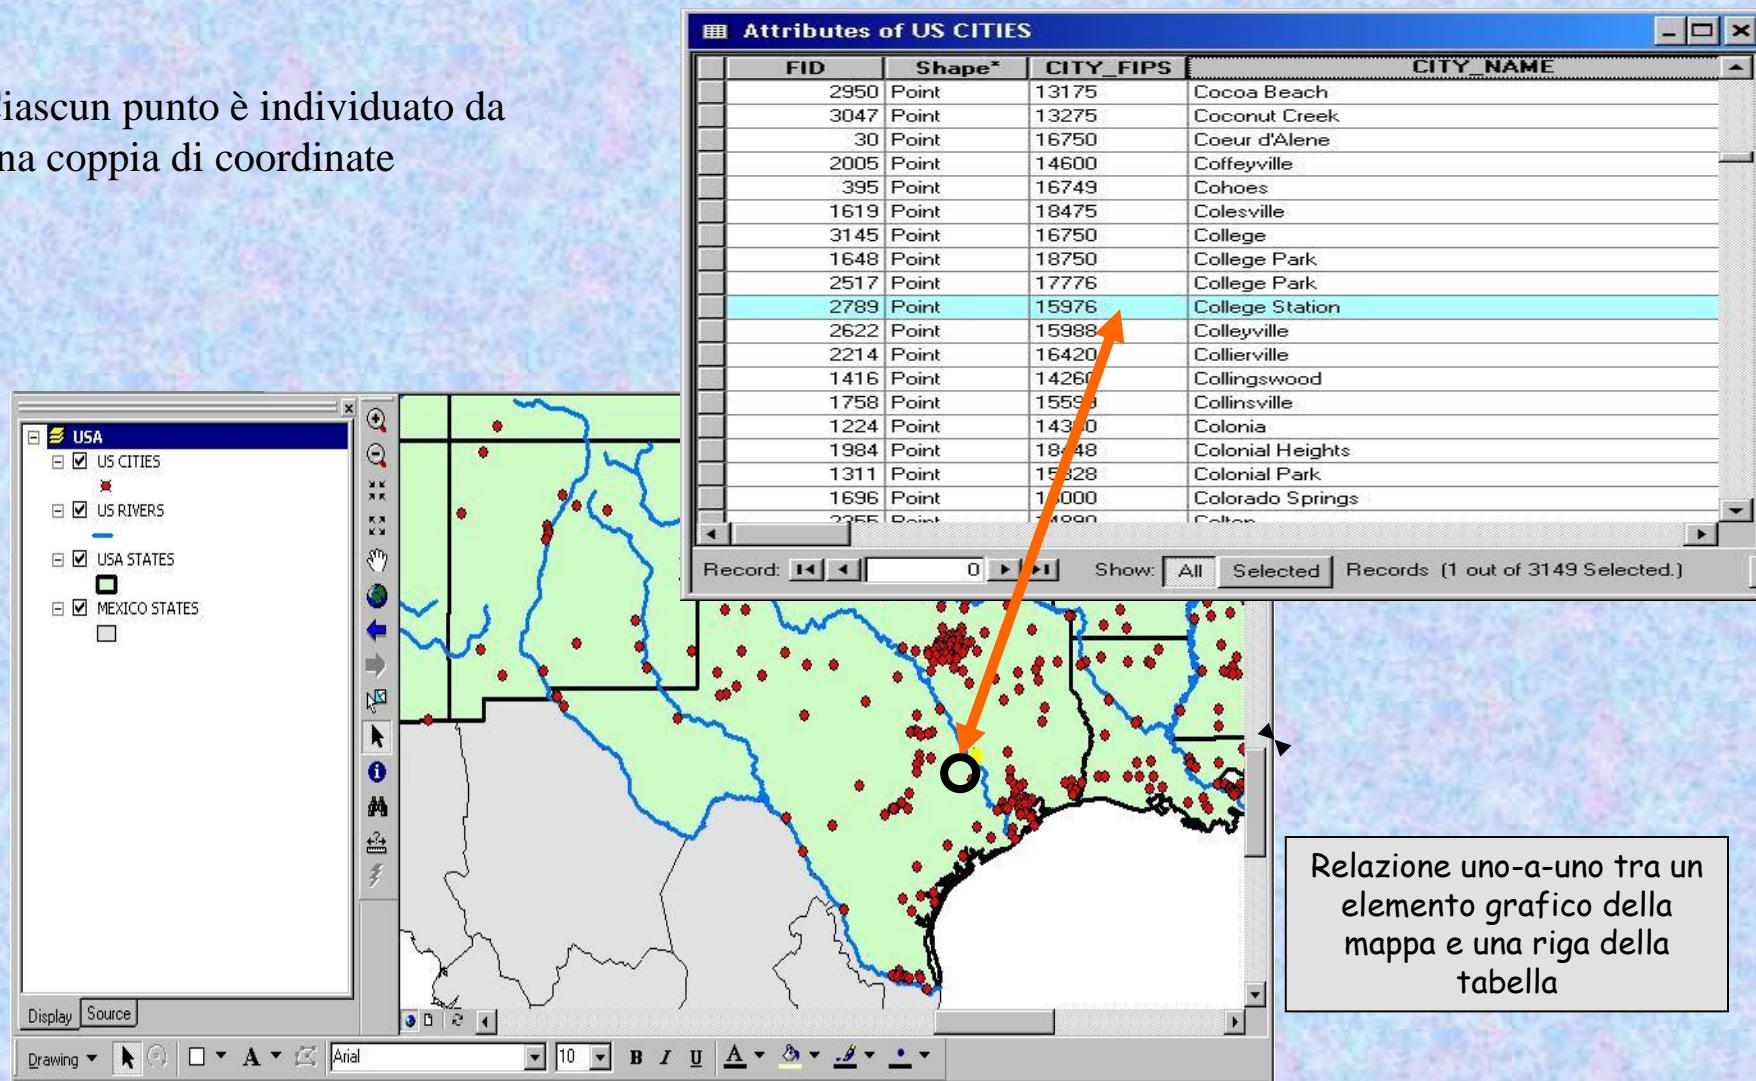 iascun punto è individuato da
na coppia di coordinate
Attributes of US CITIES
FID Shape* CITY_FIPS CITY_NAME
2950 Point 13175 Cocoa Beach
3047 Point 13275 Coconut Creek
30 Point 16750 Coeur d'Alene
2005 Point 14600 Coffeyville
395 Point 16749 Cohoes
1619 Point 18475 Colesville
3145 Point 16750 College
1648 Point 18750 College Park
2517 Point 17776 College Park
2789 Point 15976 College Station
2622 Point 15988 Colleyville
2214 Point 16420 Collierville
1416 Point Collingswood
1758 Point Collinsville
1224 Point Colonia
1984 Point Colonial Heights
1311 Point Colonial Park
1696 Point Colorado Springs
Point Colton
Record: 0 Show: All Selected Records (1 out of 3149 Selected.)
USA
US CITIES
US RIVERS
USA STATES
MEXICO STATES
Display Source
Drawing A Arial 10 B I U A
Relazione uno-a-uno tra un
elemento grafico della
mappa e una riga della
tabella